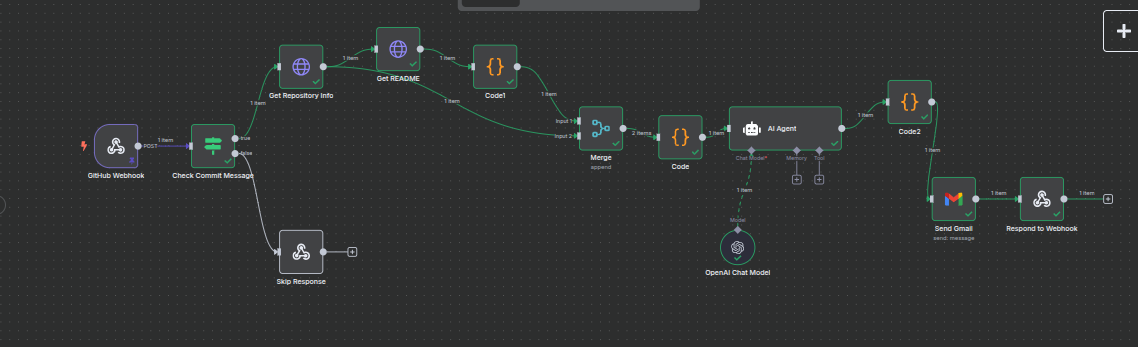 GitHub Webhook
POST
1 item
Check Commit Message
true
false
1 item
Get Repository Info
1 item
Get README
1 item
Code1
1 item
1 item
Input 1
Input 2
Merge
append
2 items
Code
1 item
AI Agent
Chat Model*
Memory
Tool
1 item
Model
OpenAI Chat Model
1 item
Code2
1 item
Send Gmail
send: message
1 item
Respond to Webhook
1 item
Skip Response